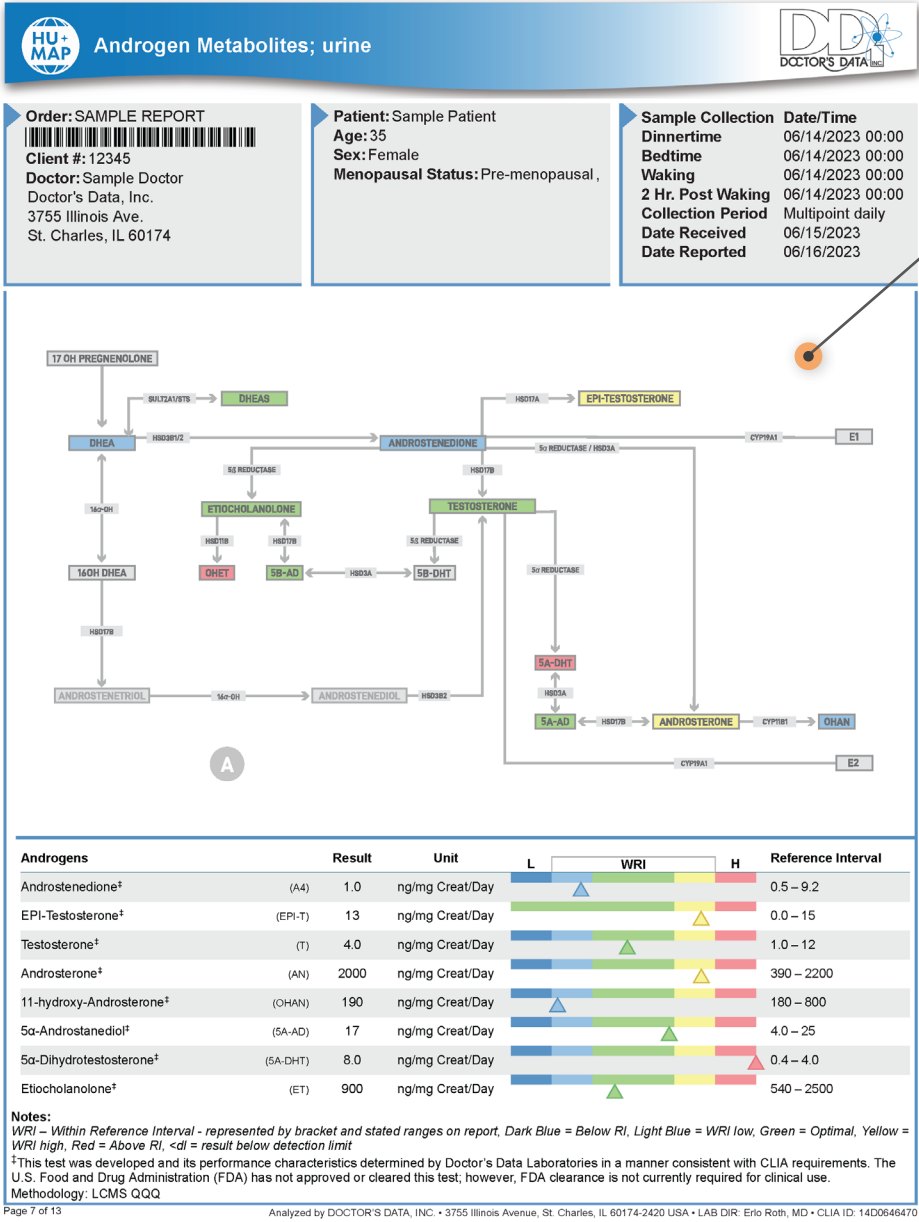 HU+
MAP
Androgen Metabolites; urine
DD1
DOCTOR'S DATA INC.
Order: SAMPLE REPORT
Client #: 12345
Doctor: Sample Doctor
Doctor's Data, Inc.
3755 Illinois Ave.
St. Charles, IL 60174
Patient: Sample Patient
Age: 35
Sex: Female
Menopausal Status: Pre-menopausal ,
Sample Collection Date/Time
Dinnertime 06/14/2023 00:00
Bedtime 06/14/2023 00:00
Waking 06/14/2023 00:00
2 Hr. Post Waking 06/14/2023 00:00
Collection Period Multipoint daily
Date Received 06/15/2023
Date Reported 06/16/2023
17 OH PREGNENOLONE
SULT2A1/STS DHEAS HSD17A EPI-TESTOSTERONE
DHEA HSD3B1/2 ANDROSTENEDIONE CYP19A1 E1
5α REDUCTASE / HSD3A
5β REDUCTASE HSD17B
16α-OH ETIOCHOLANOLONE TESTOSTERONE
HSD11B HSD17B 5β REDUCTASE
16OH DHEA OHET 5B-AD HSD3A 5B-DHT 5α REDUCTASE
HSD17B
5A-DHT
ANDROSTENETRIOL 16α-OH ANDROSTENEDIOL HSD3B2 HSD3A
5A-AD HSD17B ANDROSTERONE CYP11B1 OHAN
A CYP19A1 E2
Androgens Result Unit L WRI H Reference Interval
Androstenedione‡ (A4) 1.0 ng/mg Creat/Day 0.5 – 9.2
EPI-Testosterone‡ (EPI-T) 13 ng/mg Creat/Day 0.0 – 15
Testosterone‡ (T) 4.0 ng/mg Creat/Day 1.0 – 12
Androsterone‡ (AN) 2000 ng/mg Creat/Day 390 – 2200
11-hydroxy-Androsterone‡ (OHAN) 190 ng/mg Creat/Day 180 – 800
5α-Androstanediol‡ (5A-AD) 17 ng/mg Creat/Day 4.0 – 25
5α-Dihydrotestosterone‡ (5A-DHT) 8.0 ng/mg Creat/Day 0.4 – 4.0
Etiocholanolone‡ (ET) 900 ng/mg Creat/Day 540 – 2500
Notes:
WRI – Within Reference Interval - represented by bracket and stated ranges on report, Dark Blue = Below RI, Light Blue = WRI low, Green = Optimal, Yellow =
WRI high, Red = Above RI, <dl = result below detection limit
‡This test was developed and its performance characteristics determined by Doctor's Data Laboratories in a manner consistent with CLIA requirements. The
U.S. Food and Drug Administration (FDA) has not approved or cleared this test; however, FDA clearance is not currently required for clinical use.
Methodology: LCMS QQQ
Page 7 of 13 Analyzed by DOCTOR'S DATA, INC. • 3755 Illinois Avenue, St. Charles, IL 60174-2420 USA • LAB DIR: Erlo Roth, MD • CLIA ID: 14D0646470